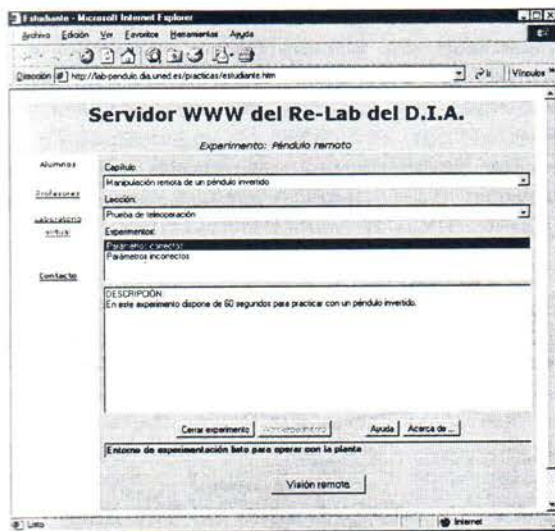 Estudiante - Microsoft Internet Explorer
Archivo Edición Ver Favoritos Herramientas Ayuda
Dirección http://lab-pendulo.dia.uned.es/practicas/estudiante.htm Ir Vínculos »
Servidor WWW del Re-Lab del D.I.A.
Experimento: Péndulo remoto
Alumnos
Profesores
Laboratorio
virtual
Contacto
Capítulo:
Manipulación remota de un péndulo invertido
Lección:
Prueba de teleoperación
Experimentos:
Parámetros correctos
Parámetros incorrectos
DESCRIPCIÓN:
En este experimento dispone de 60 segundos para practicar con un péndulo invertido.
Cerrar experimento Ayuda Acerca de ...
Entorno de experimentación listo para operar con la planta
Visión remota
Listo Internet